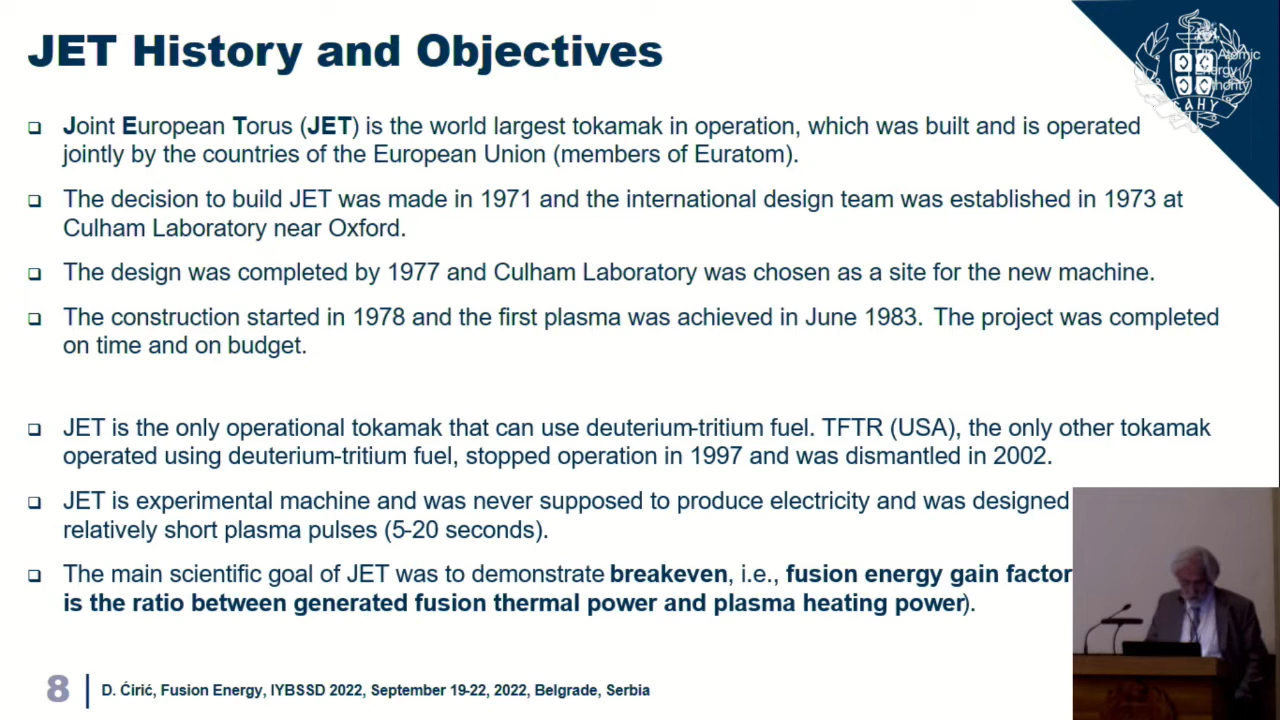 JET History and Objectives
UK Atomic
Energy
Authority
САНУ
Joint European Torus (JET) is the world largest tokamak in operation, which was built and is operated
jointly by the countries of the European Union (members of Euratom).
The decision to build JET was made in 1971 and the international design team was established in 1973 at
Culham Laboratory near Oxford.
The design was completed by 1977 and Culham Laboratory was chosen as a site for the new machine.
The construction started in 1978 and the first plasma was achieved in June 1983. The project was completed
on time and on budget.
JET is the only operational tokamak that can use deuterium-tritium fuel. TFTR (USA), the only other tokamak
operated using deuterium-tritium fuel, stopped operation in 1997 and was dismantled in 2002.
JET is experimental machine and was never supposed to produce electricity and was designed
relatively short plasma pulses (5-20 seconds).
The main scientific goal of JET was to demonstrate breakeven, i.e., fusion energy gain factor
is the ratio between generated fusion thermal power and plasma heating power).
8
D. Ćirić, Fusion Energy, IYBSSD 2022, September 19-22, 2022, Belgrade, Serbia